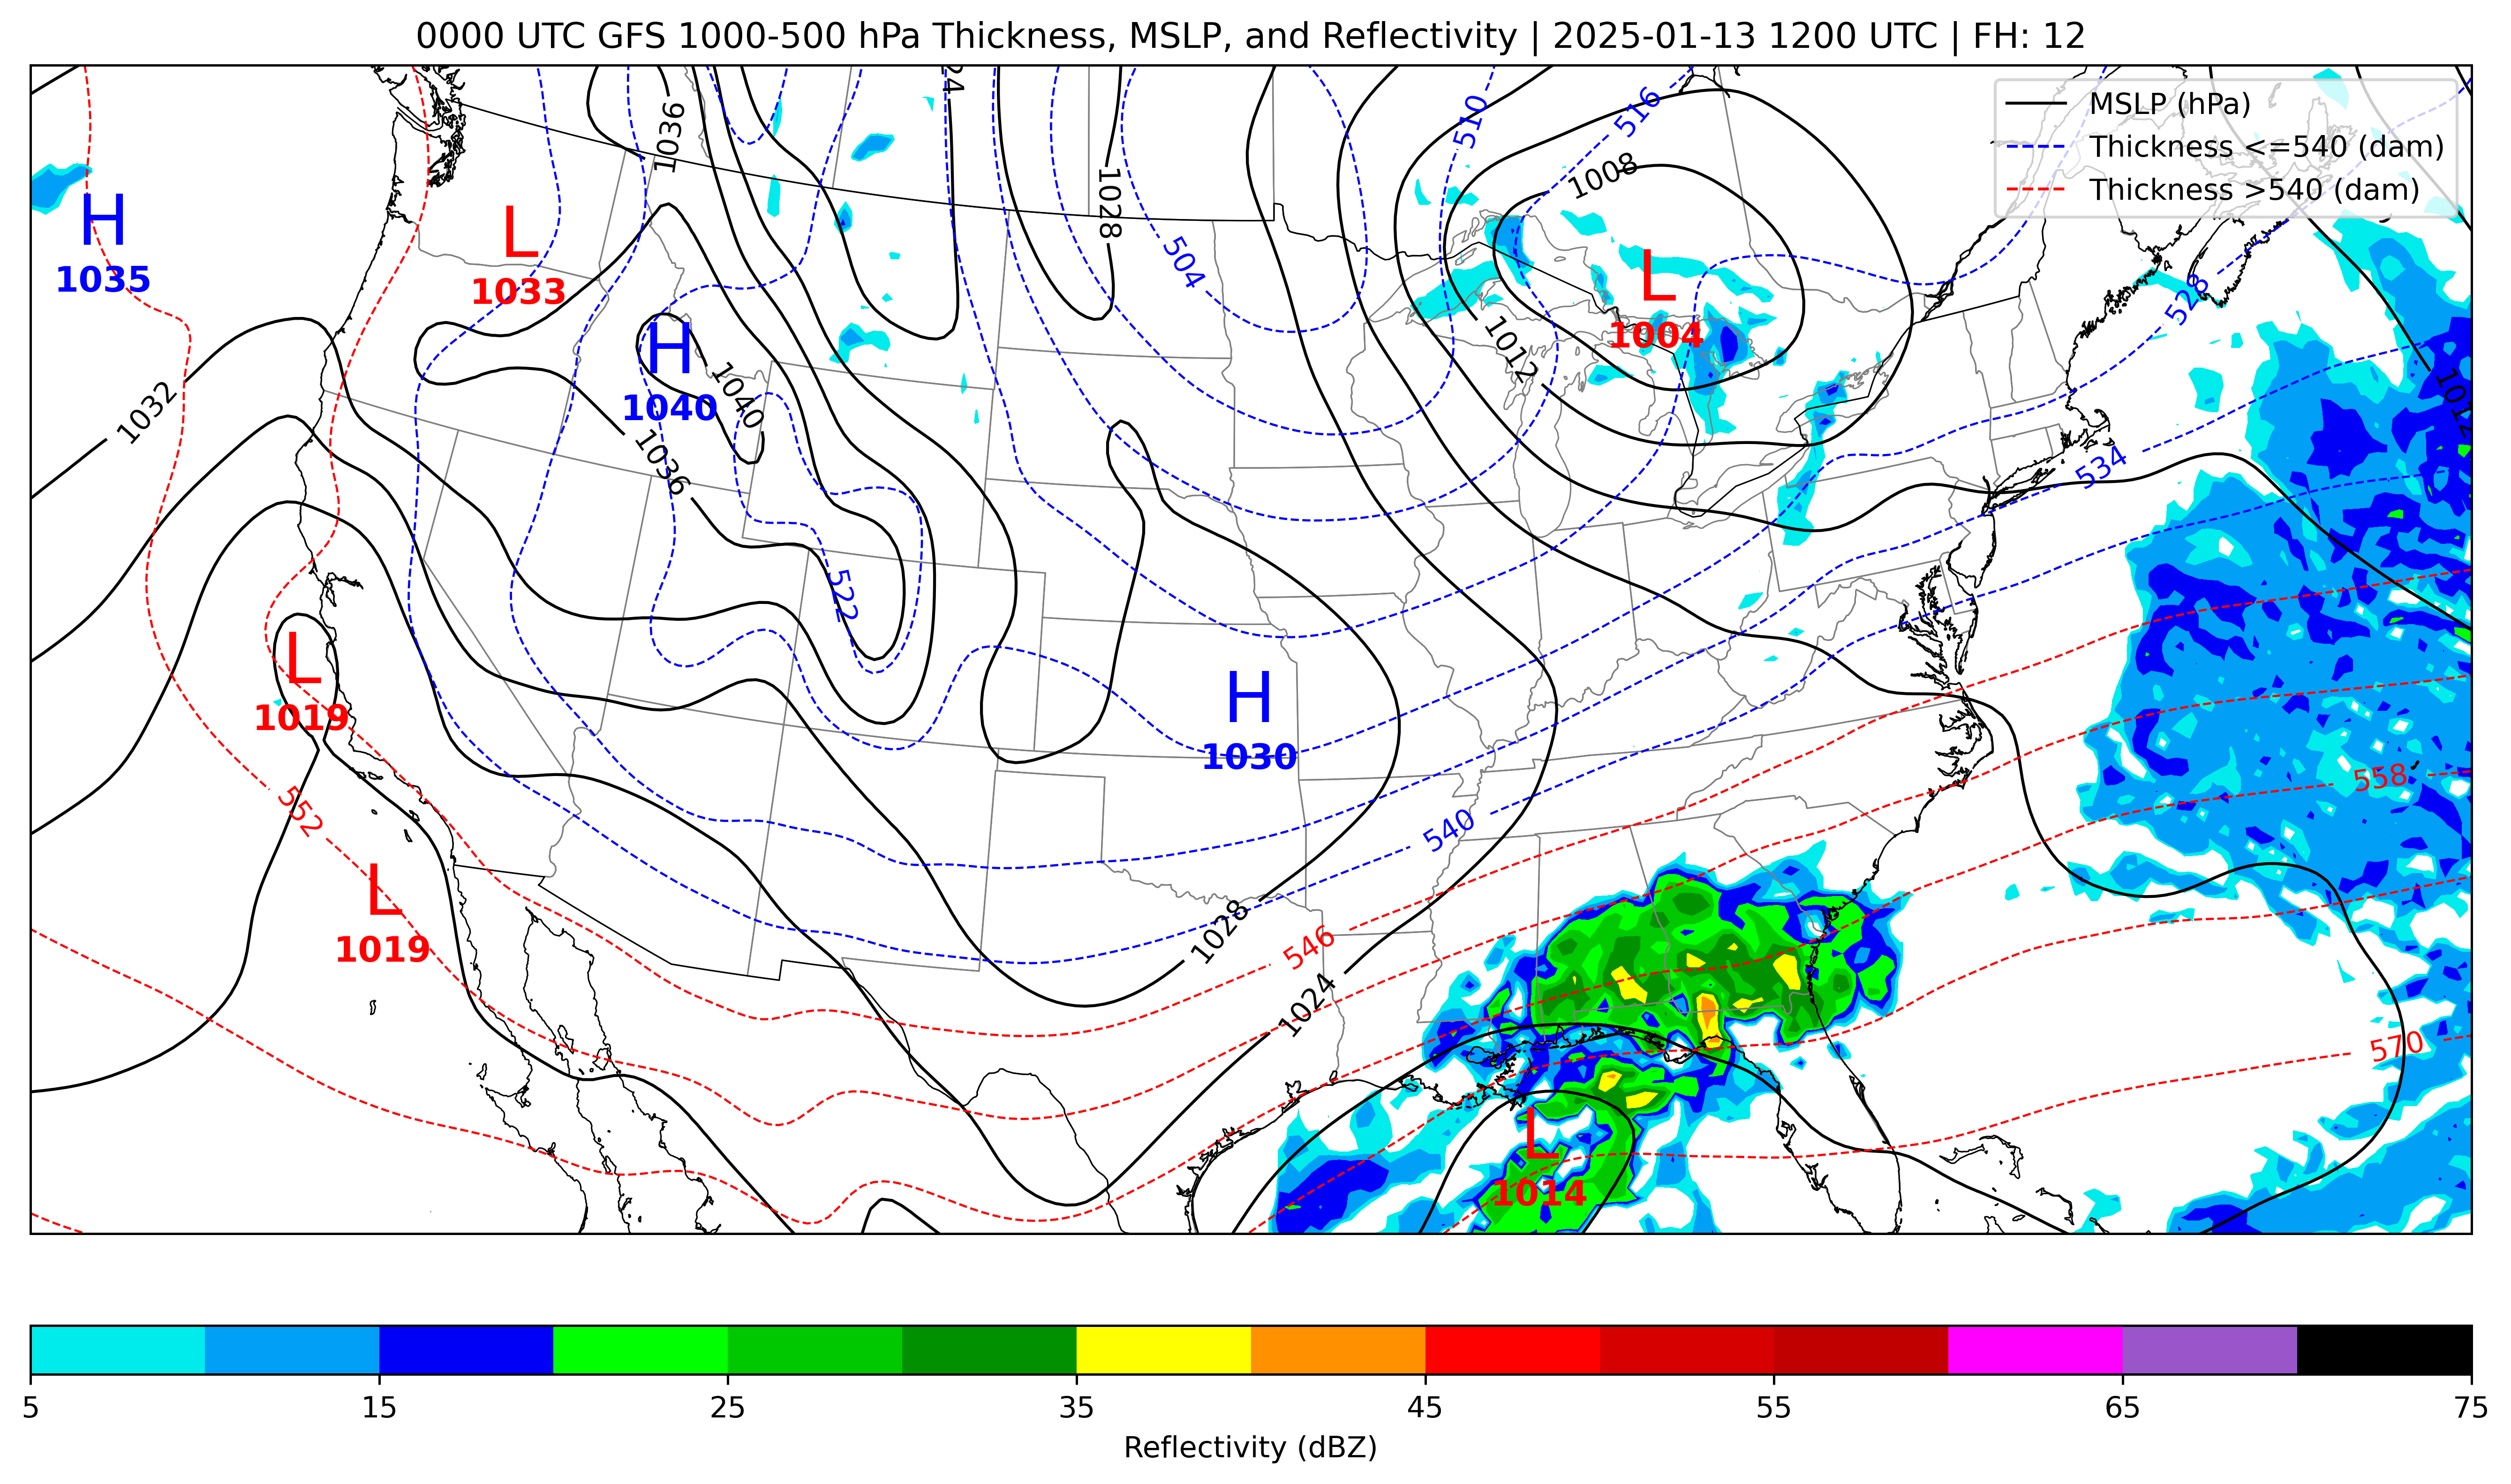 0000 UTC GFS 1000-500 hPa Thickness, MSLP, and Reflectivity | 2025-01-13 1200 UTC | FH: 12
MSLP (hPa)
Thickness <=540 (dam)
Thickness >540 (dam)
1036
1028
510
516
1008
504
528
H
1035
L
1033
L
1004
H
1040
1040
1012
1012
1032
1036
534
522
L
1019
H
1030
552
540
558
L
1019
1028
546
1024
570
L
1014
5
15
25
35
45
55
65
75
Reflectivity (dBZ)